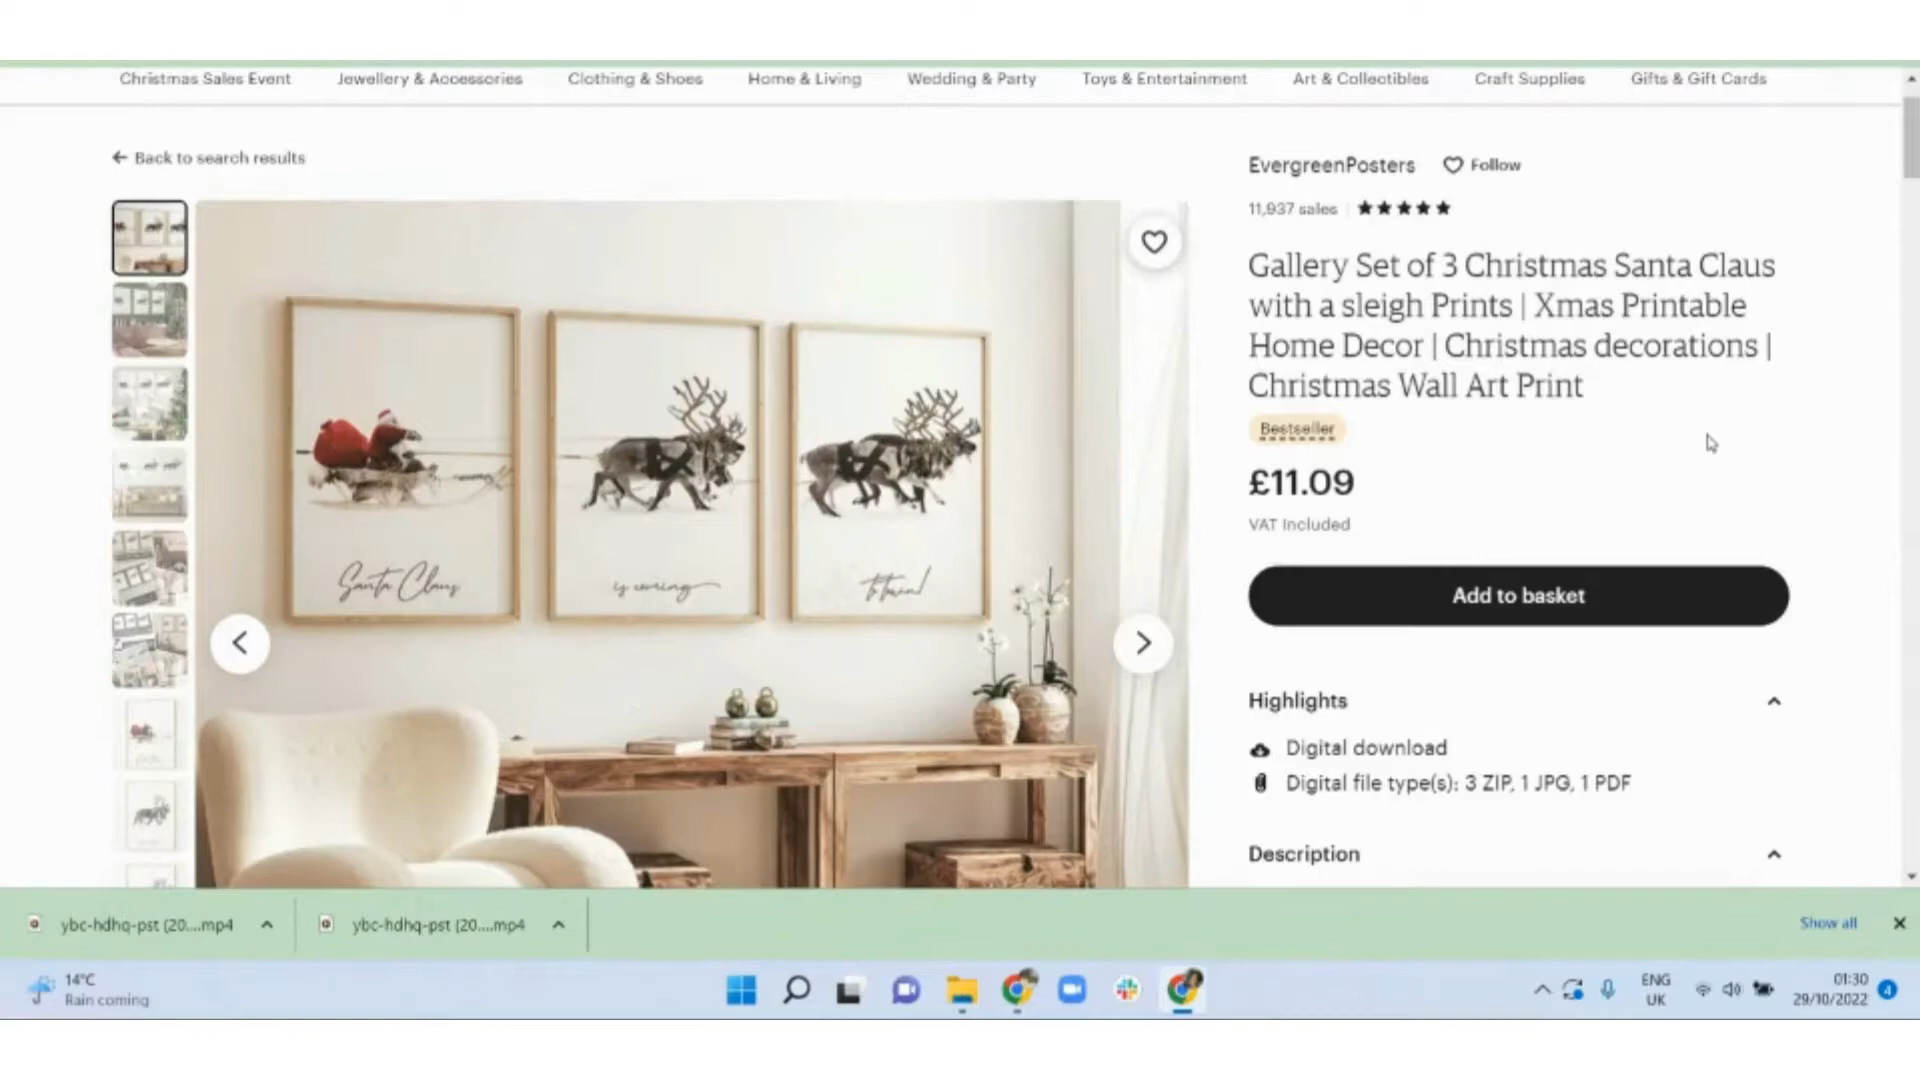 Christmas Sales Event Jewellery & Accessories Clothing & Shoes Home & Living Wedding & Party Toys & Entertainment Art & Collectibles Craft Supplies Gifts & Gift Cards
Back to search results
EvergreenPosters Follow
11,937 sales
Gallery Set of 3 Christmas Santa Claus
with a sleigh Prints | Xmas Printable
Home Decor | Christmas decorations |
Christmas Wall Art Print
Bestseller
£11.09
VAT Included
Add to basket
Santa Claus
is coming
to town!
Highlights
Digital download
Digital file type(s): 3 ZIP, 1 JPG, 1 PDF
Description
ybc-hdhq-pst (20....mp4
ybc-hdhq-pst (20....mp4
Show all
14°C
Rain coming
ENG
UK
01:30
29/10/2022
4